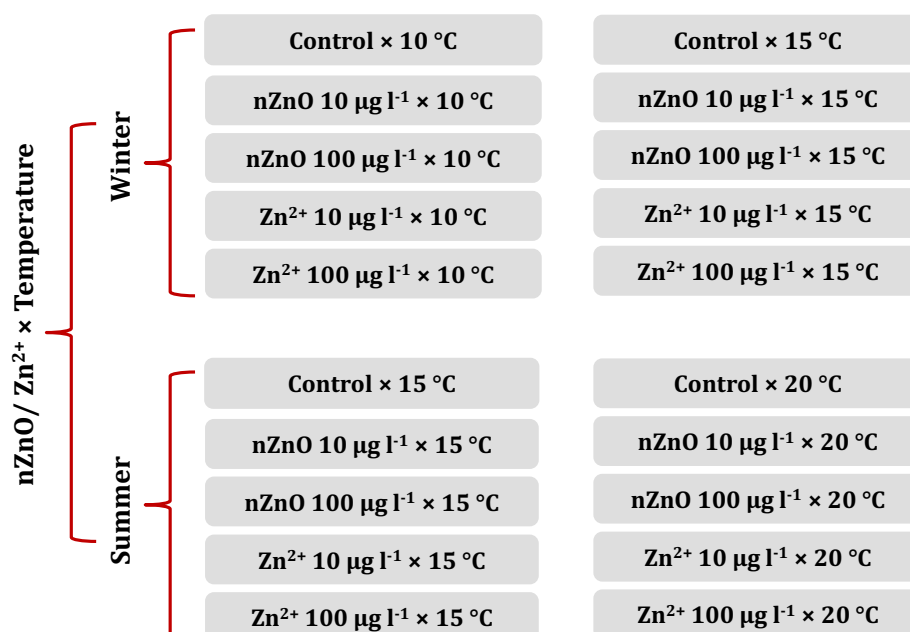 nZnO/ Zn²⁺ × Temperature
Winter
Control × 10 °C
nZnO 10 µg l⁻¹ × 10 °C
nZnO 100 µg l⁻¹ × 10 °C
Zn²⁺ 10 µg l⁻¹ × 10 °C
Zn²⁺ 100 µg l⁻¹ × 10 °C
Control × 15 °C
nZnO 10 µg l⁻¹ × 15 °C
nZnO 100 µg l⁻¹ × 15 °C
Zn²⁺ 10 µg l⁻¹ × 15 °C
Zn²⁺ 100 µg l⁻¹ × 15 °C
Summer
Control × 15 °C
nZnO 10 µg l⁻¹ × 15 °C
nZnO 100 µg l⁻¹ × 15 °C
Zn²⁺ 10 µg l⁻¹ × 15 °C
Zn²⁺ 100 µg l⁻¹ × 15 °C
Control × 20 °C
nZnO 10 µg l⁻¹ × 20 °C
nZnO 100 µg l⁻¹ × 20 °C
Zn²⁺ 10 µg l⁻¹ × 20 °C
Zn²⁺ 100 µg l⁻¹ × 20 °C